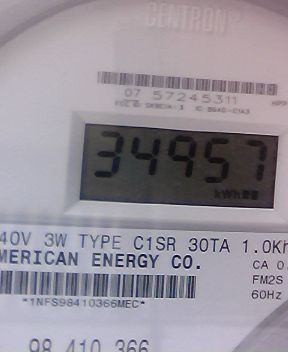 CENTRON
07 57245311
34957
kWh
40V 3W TYPE C1SR 30TA 1.0Kh
MERICAN ENERGY CO.
CA 0.
FM2S
60Hz
*1NFS98410366MEC*
98 410 366